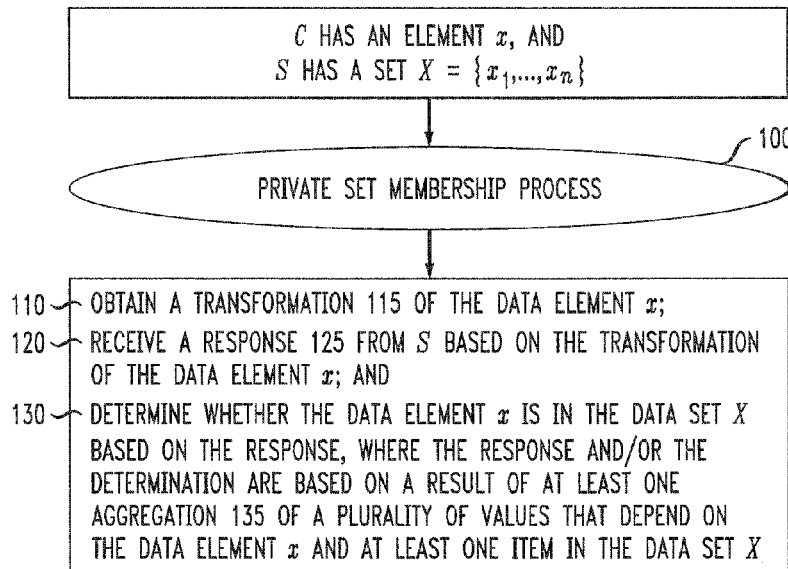 C HAS AN ELEMENT x, AND
S HAS A SET X = {x₁,...,xₙ}
100
PRIVATE SET MEMBERSHIP PROCESS
110 OBTAIN A TRANSFORMATION 115 OF THE DATA ELEMENT x;
120 RECEIVE A RESPONSE 125 FROM S BASED ON THE TRANSFORMATION
OF THE DATA ELEMENT x; AND
130 DETERMINE WHETHER THE DATA ELEMENT x IS IN THE DATA SET X
BASED ON THE RESPONSE, WHERE THE RESPONSE AND/OR THE
DETERMINATION ARE BASED ON A RESULT OF AT LEAST ONE
AGGREGATION 135 OF A PLURALITY OF VALUES THAT DEPEND ON
THE DATA ELEMENT x AND AT LEAST ONE ITEM IN THE DATA SET X